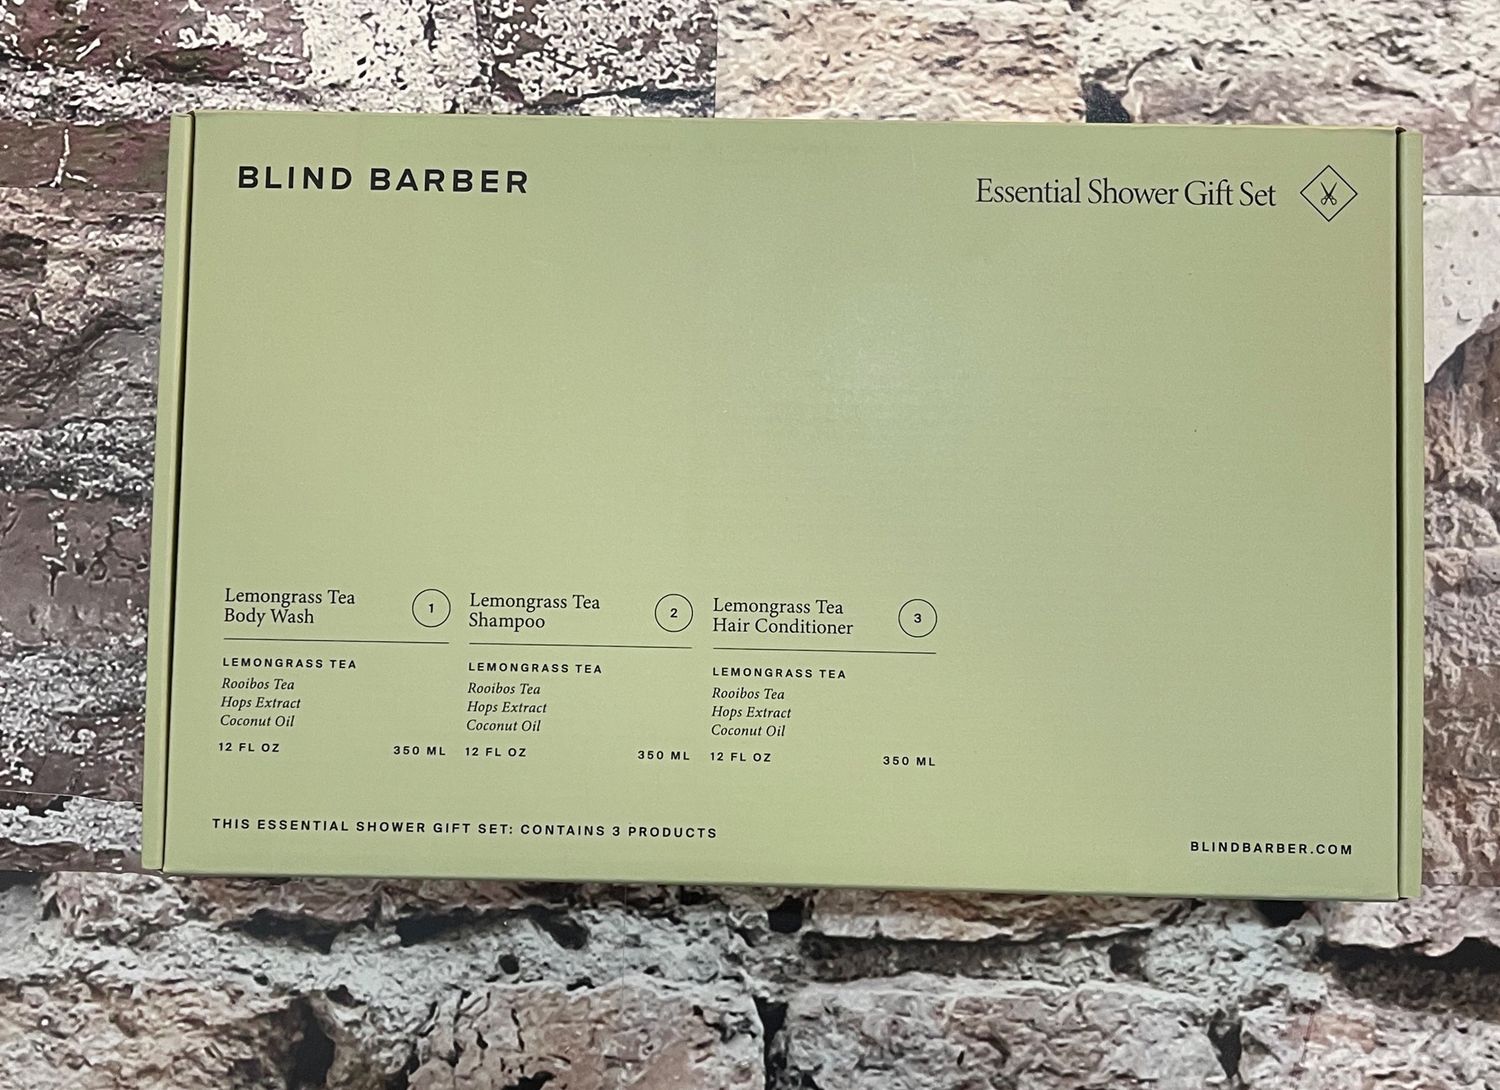 BLIND BARBER
Essential Shower Gift Set
Lemongrass Tea
Body Wash
1
LEMONGRASS TEA
Rooibos Tea
Hops Extract
Coconut Oil
12 FL OZ 350 ML
Lemongrass Tea
Shampoo
2
LEMONGRASS TEA
Rooibos Tea
Hops Extract
Coconut Oil
12 FL OZ 350 ML
Lemongrass Tea
Hair Conditioner
3
LEMONGRASS TEA
Rooibos Tea
Hops Extract
Coconut Oil
12 FL OZ 350 ML
THIS ESSENTIAL SHOWER GIFT SET: CONTAINS 3 PRODUCTS
BLINDBARBER.COM